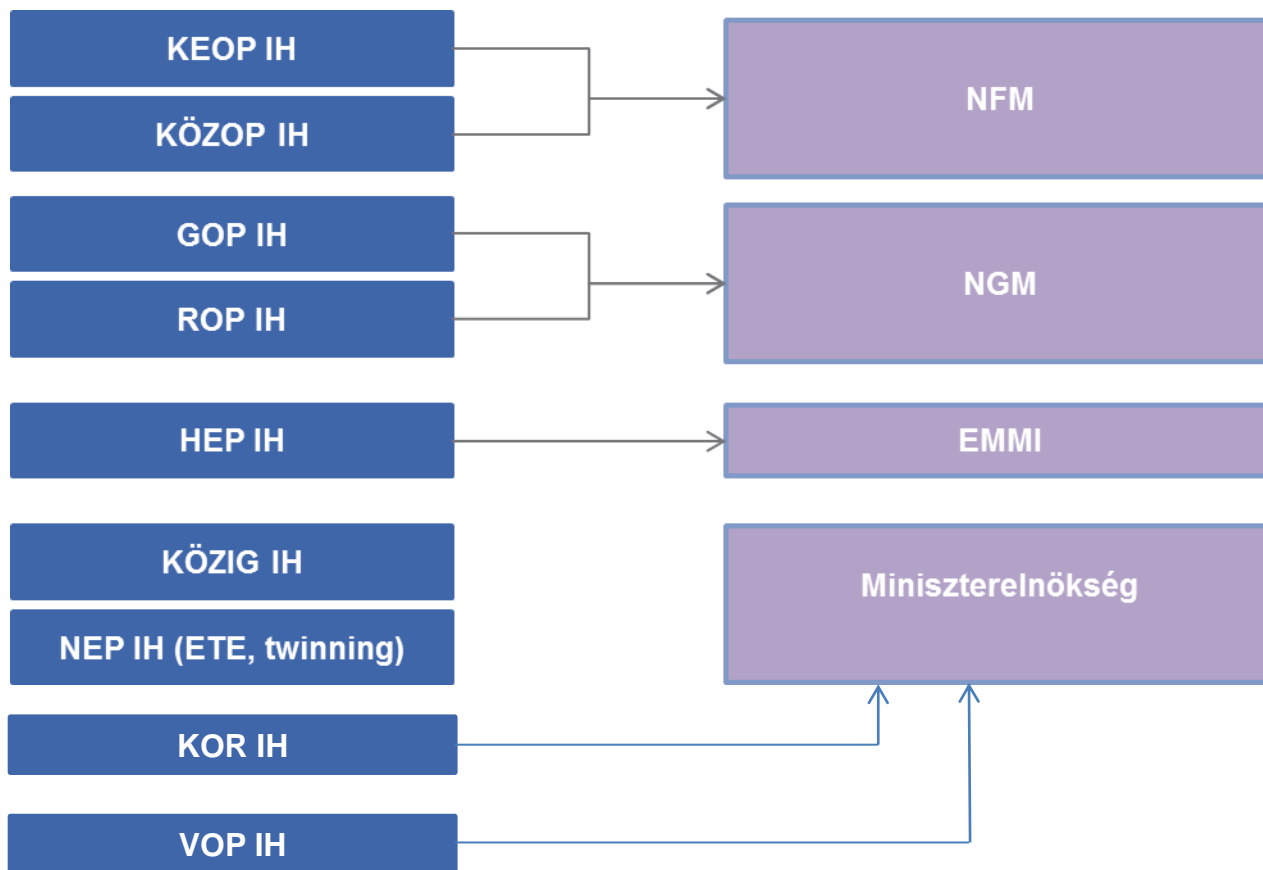 KEOP IH
KÖZOP IH
NFM
GOP IH
ROP IH
NGM
HEP IH
EMMI
KÖZIG IH
NEP IH (ETE, twinning)
Miniszterelnökség
KOR IH
VOP IH